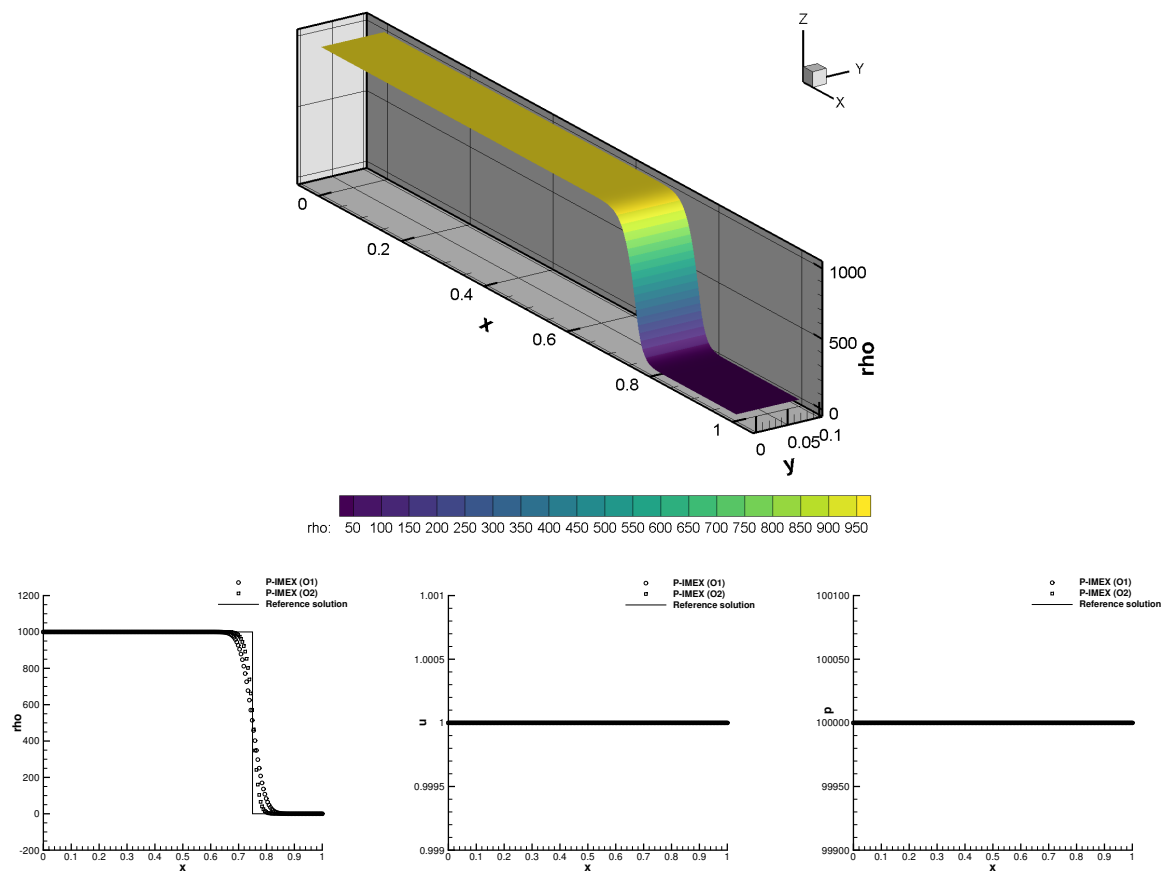 Z
Y
X
0
0.2
0.4
x
0.6
0.8
1
1000
500
rho
0
0 0.05 0.1
y
rho: 50 100 150 200 250 300 350 400 450 500 550 600 650 700 750 800 850 900 950
P-IMEX (O1)
P-IMEX (O2)
Reference solution
1200
1000
800
600
400
200
0
-200
rho
0 0.1 0.2 0.3 0.4 0.5 0.6 0.7 0.8 0.9 1
x
P-IMEX (O1)
P-IMEX (O2)
Reference solution
1.001
1.0005
u
1
0.9995
0.999
0 0.1 0.2 0.3 0.4 0.5 0.6 0.7 0.8 0.9 1
x
P-IMEX (O1)
P-IMEX (O2)
Reference solution
100100
100050
p
100000
99950
99900
0 0.1 0.2 0.3 0.4 0.5 0.6 0.7 0.8 0.9 1
x